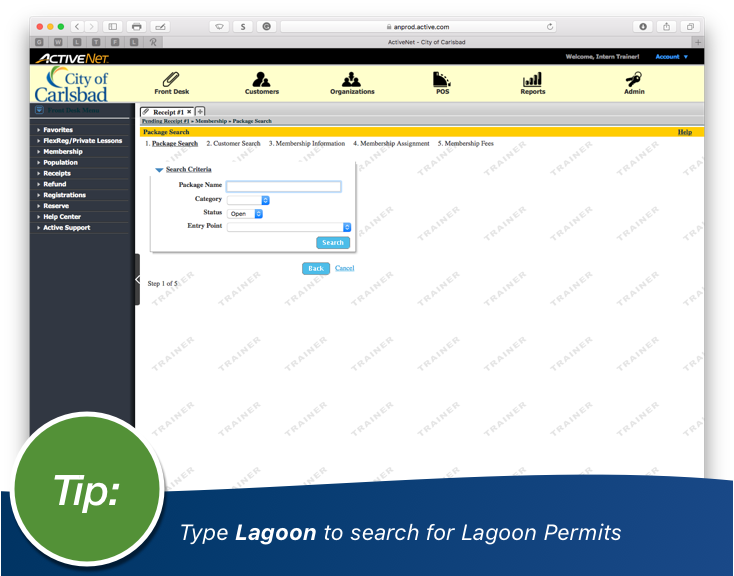 anprod.active.com
G W L T F L
ActiveNet - City of Carlsbad
ACTIVENET Welcome, Intern Trainer! Account
City of
Carlsbad
Front Desk Customers Organizations POS Reports Admin
Receipt #1 × +
Pending Receipt #1 » Membership » Package Search
Package Search Help
1. Package Search 2. Customer Search 3. Membership Information 4. Membership Assignment 5. Membership Fees
Favorites
FlexReg/Private Lessons
Membership
Population
Receipts
Refund
Registrations
Reserve
Help Center
Active Support
Search Criteria
Package Name
Category
Status Open
Entry Point
Search
Back Cancel
Step 1 of 5
TRAINER
Tip:
Type Lagoon to search for Lagoon Permits